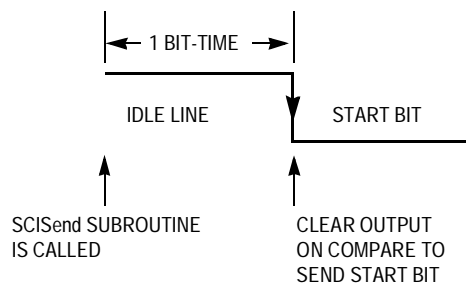 1 BIT-TIME
IDLE LINE
START BIT
SCISend SUBROUTINE
IS CALLED
CLEAR OUTPUT
ON COMPARE TO
SEND START BIT